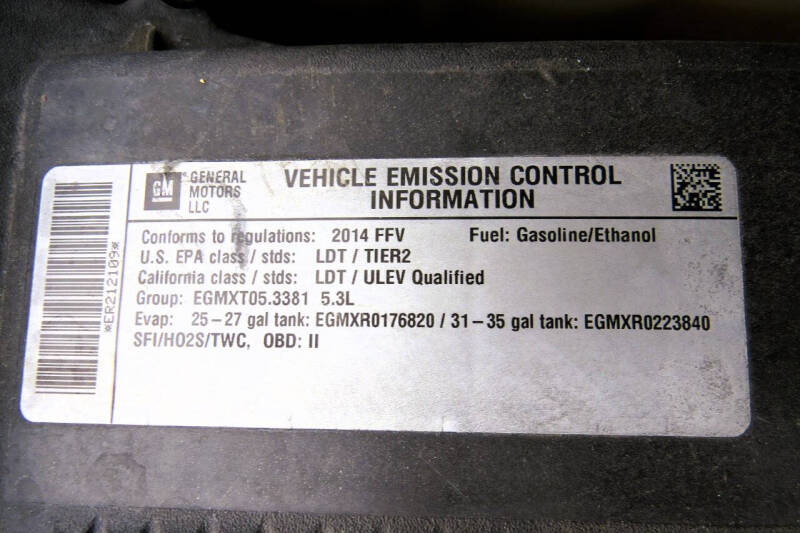 GM
GENERAL
MOTORS
LLC
VEHICLE EMISSION CONTROL
INFORMATION
Conforms to regulations: 2014 FFV Fuel: Gasoline/Ethanol
U.S. EPA class / stds: LDT / TIER2
California class / stds: LDT / ULEV Qualified
Group: EGMXT05.3381 5.3L
Evap: 25-27 gal tank: EGMXR0176820 / 31-35 gal tank: EGMXR0223840
SFI/HO2S/TWC, OBD: II
*ER212109*